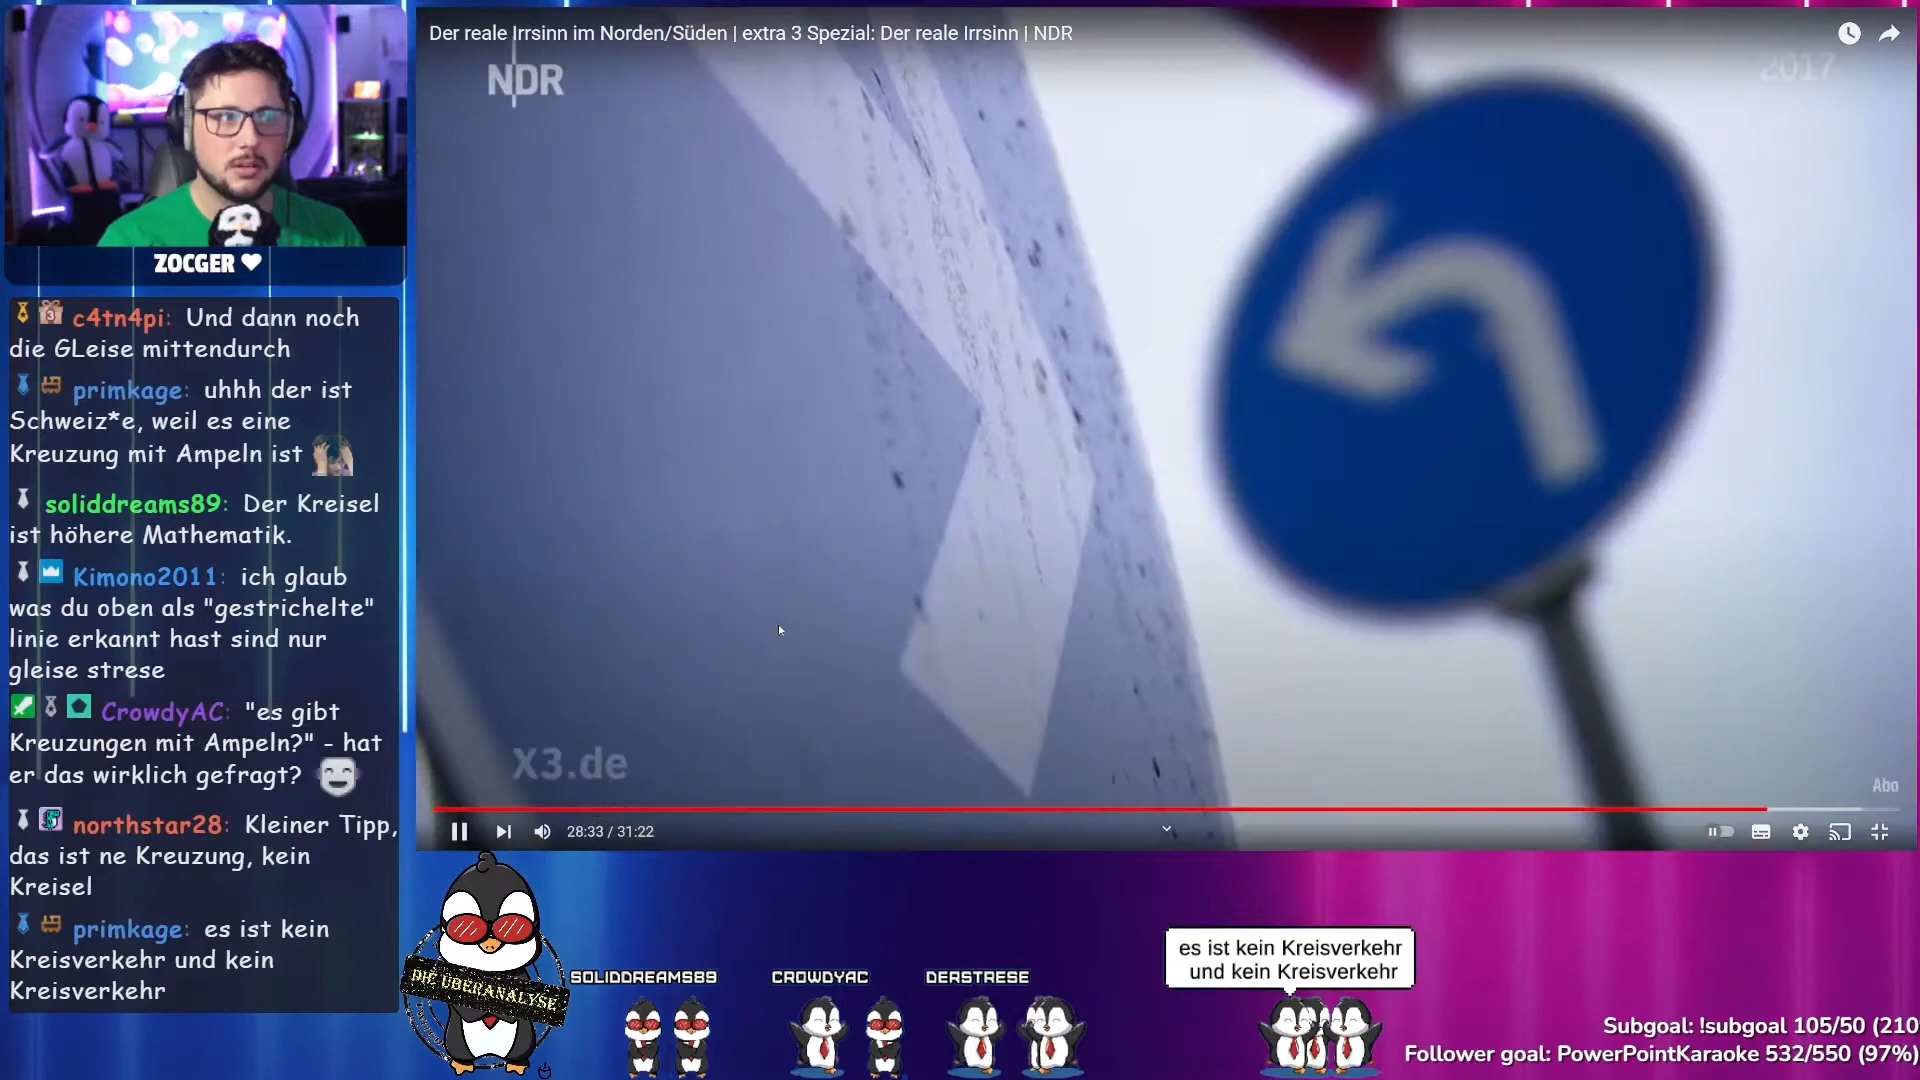 Der reale Irrsinn im Norden/Süden | extra 3 Spezial: Der reale Irrsinn | NDR
NDR
2017
ZOCGER
c4tn4pi: Und dann noch
die GLeise mittendurch
primkage: uhhh der ist
Schweiz*e, weil es eine
Kreuzung mit Ampeln ist
soliddreams89: Der Kreisel
ist höhere Mathematik.
Kimono2011: ich glaub
was du oben als "gestrichelte"
linie erkannt hast sind nur
gleise strese
CrowdyAC: "es gibt
Kreuzungen mit Ampeln?" - hat
er das wirklich gefragt?
northstar28: Kleiner Tipp,
das ist ne Kreuzung, kein
Kreisel
primkage: es ist kein
Kreisverkehr und kein
Kreisverkehr
X3.de
Abo
28:33 / 31:22
DIE ÜBERANALYSE
SOLIDDREAMS89
CROWDYAC
DERSTRESE
es ist kein Kreisverkehr
und kein Kreisverkehr
Subgoal: !subgoal 105/50 (210
Follower goal: PowerPointKaraoke 532/550 (97%)